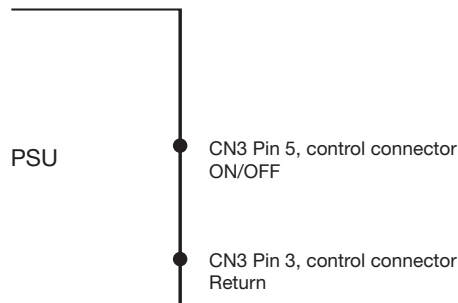 CN3 Pin 5, control connector
PSU
ON/OFF
CN3 Pin 3, control connector
Return